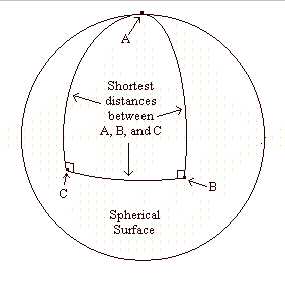 A
Shortest
distances
between
A, B, and C
C
B
Spherical
Surface